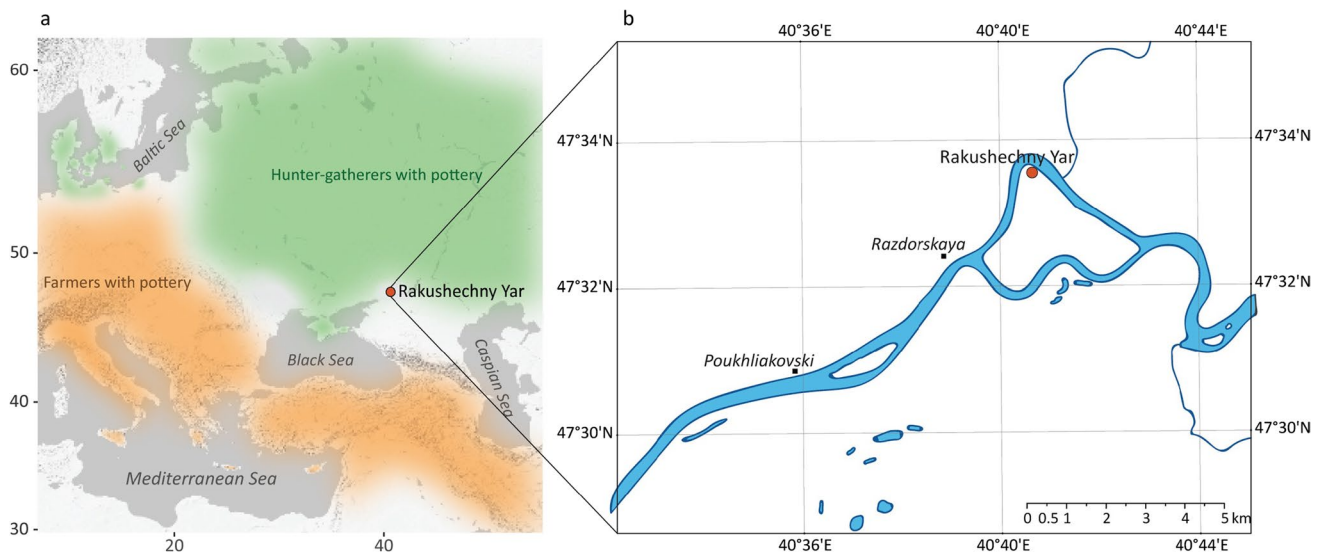 a
60
50
40
30
20
40
Baltic Sea
Hunter-gatherers with pottery
Farmers with pottery
Rakushechny Yar
Black Sea
Caspian Sea
Mediterranean Sea
b
40°36'E
40°40'E
40°44'E
47°34'N
47°34'N
Rakushechny Yar
Razdorskaya
47°32'N
47°32'N
Poukhliakovski
47°30'N
47°30'N
0 0.5 1 2 3 4 5 km
40°36'E
40°40'E
40°44'E